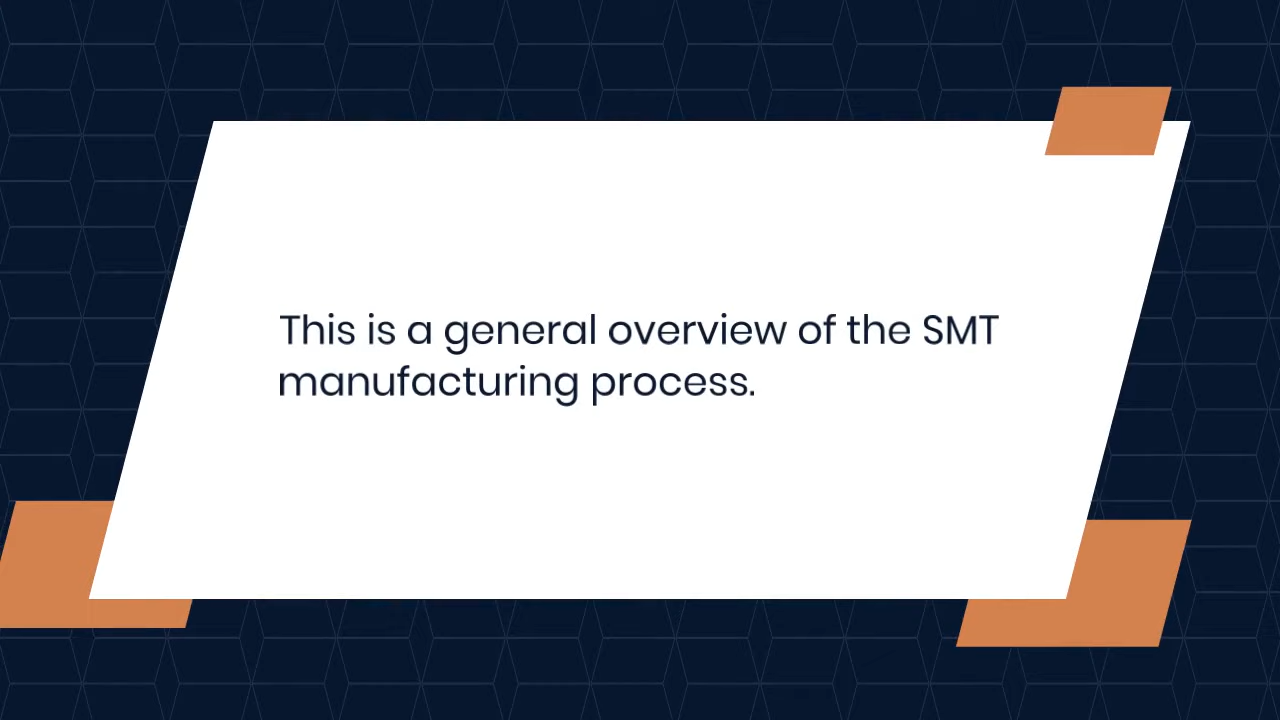 This is a general overview of the SMT
manufacturing process.